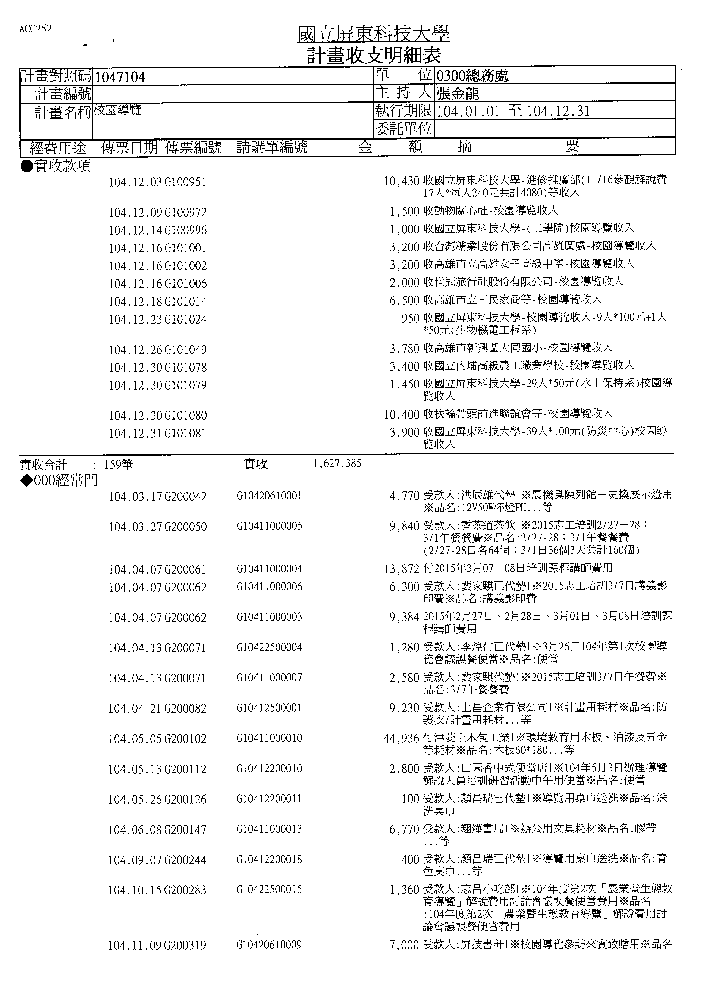 ACC252
國立屏東科技大學
計畫收支明細表
計畫對照碼 1047104 單 位 0300總務處
計畫編號 主持人 張金龍
計畫名稱 校園導覽 執行期限 104.01.01 至 104.12.31
委託單位
經費用途 傳票日期 傳票編號 請購單編號 金 額 摘 要
●實收款項
104.12.03 G100951 10,430 收國立屏東科技大學-進修推廣部(11/16參觀解說費
17人*每人240元共計4080)等收入
104.12.09 G100972 1,500 收動物關心社-校園導覽收入
104.12.14 G100996 1,000 收國立屏東科技大學-(工學院)校園導覽收入
104.12.16 G101001 3,200 收台灣糖業股份有限公司高雄區處-校園導覽收入
104.12.16 G101002 3,200 收高雄市立高雄女子高級中學-校園導覽收入
104.12.16 G101006 2,000 收世冠旅行社股份有限公司-校園導覽收入
104.12.18 G101014 6,500 收高雄市立三民家商等-校園導覽收入
104.12.23 G101024 950 收國立屏東科技大學-校園導覽收入-9人*100元+1人
*50元(生物機電工程系)
104.12.26 G101049 3,780 收高雄市新興區大同國小-校園導覽收入
104.12.30 G101078 3,400 收國立內埔高級農工職業學校-校園導覽收入
104.12.30 G101079 1,450 收國立屏東科技大學-29人*50元(水土保持系)校園導
覽收入
104.12.30 G101080 10,400 收扶輪帶頭前進聯誼會等-校園導覽收入
104.12.31 G101081 3,900 收國立屏東科技大學-39人*100元(防災中心)校園導
覽收入
實收合計 : 159筆 實收 1,627,385
◆000經常門
104.03.17 G200042 G10420610001 4,770 受款人:洪辰雄代墊|※農機具陳列館－更換展示燈用
※品名:12V50W杯燈PH...等
104.03.27 G200050 G10411000005 9,840 受款人:香茶道茶飲|※2015志工培訓2/27－28；
3/1午餐餐費※品名:2/27-28；3/1午餐餐費
(2/27-28日各64個；3/1日36個3天共計160個)
104.04.07 G200061 G10411000004 13,872 付2015年3月07－08日培訓課程講師費用
104.04.07 G200062 G10411000006 6,300 受款人:裴家騏已代墊|※2015志工培訓3/7日講義影
印費※品名:講義影印費
104.04.07 G200062 G10411000003 9,384 2015年2月27日、2月28日、3月01日、3月08日培訓課
程講師費用
104.04.13 G200071 G10422500004 1,280 受款人:李煌仁已代墊|※3月26日104年第1次校園導
覽會議誤餐便當※品名:便當
104.04.13 G200071 G10411000007 2,580 受款人:裴家騏代墊|※2015志工培訓3/7日午餐費※
品名:3/7午餐餐費
104.04.21 G200082 G10412500001 9,230 受款人:上昌企業有限公司|※計畫用耗材※品名:防
護衣/計畫用耗材...等
104.05.05 G200102 G10411000010 44,936 付津菱土木包工業|※環境教育用木板、油漆及五金
等耗材※品名:木板60*180...等
104.05.13 G200112 G10412200010 2,800 受款人:田園香中式便當店|※104年5月3日辦理導覽
解說人員培訓研習活動中午用便當※品名:便當
104.05.26 G200126 G10412200011 100 受款人:顏昌瑞已代墊|※導覽用桌巾送洗※品名:送
洗桌巾
104.06.08 G200147 G10411000013 6,770 受款人:翔燁書局|※辦公用文具耗材※品名:膠帶
...等
104.09.07 G200244 G10412200018 400 受款人:顏昌瑞已代墊|※導覽用桌巾送洗※品名:青
色桌巾...等
104.10.15 G200283 G10422500015 1,360 受款人:志昌小吃部|※104年度第2次「農業暨生態教
育導覽」解說費用討論會議誤餐便當費用※品名
:104年度第2次「農業暨生態教育導覽」解說費用討
論會議誤餐便當費用
104.11.09 G200319 G10420610009 7,000 受款人:屏技書軒|※校園導覽參訪來賓致贈用※品名